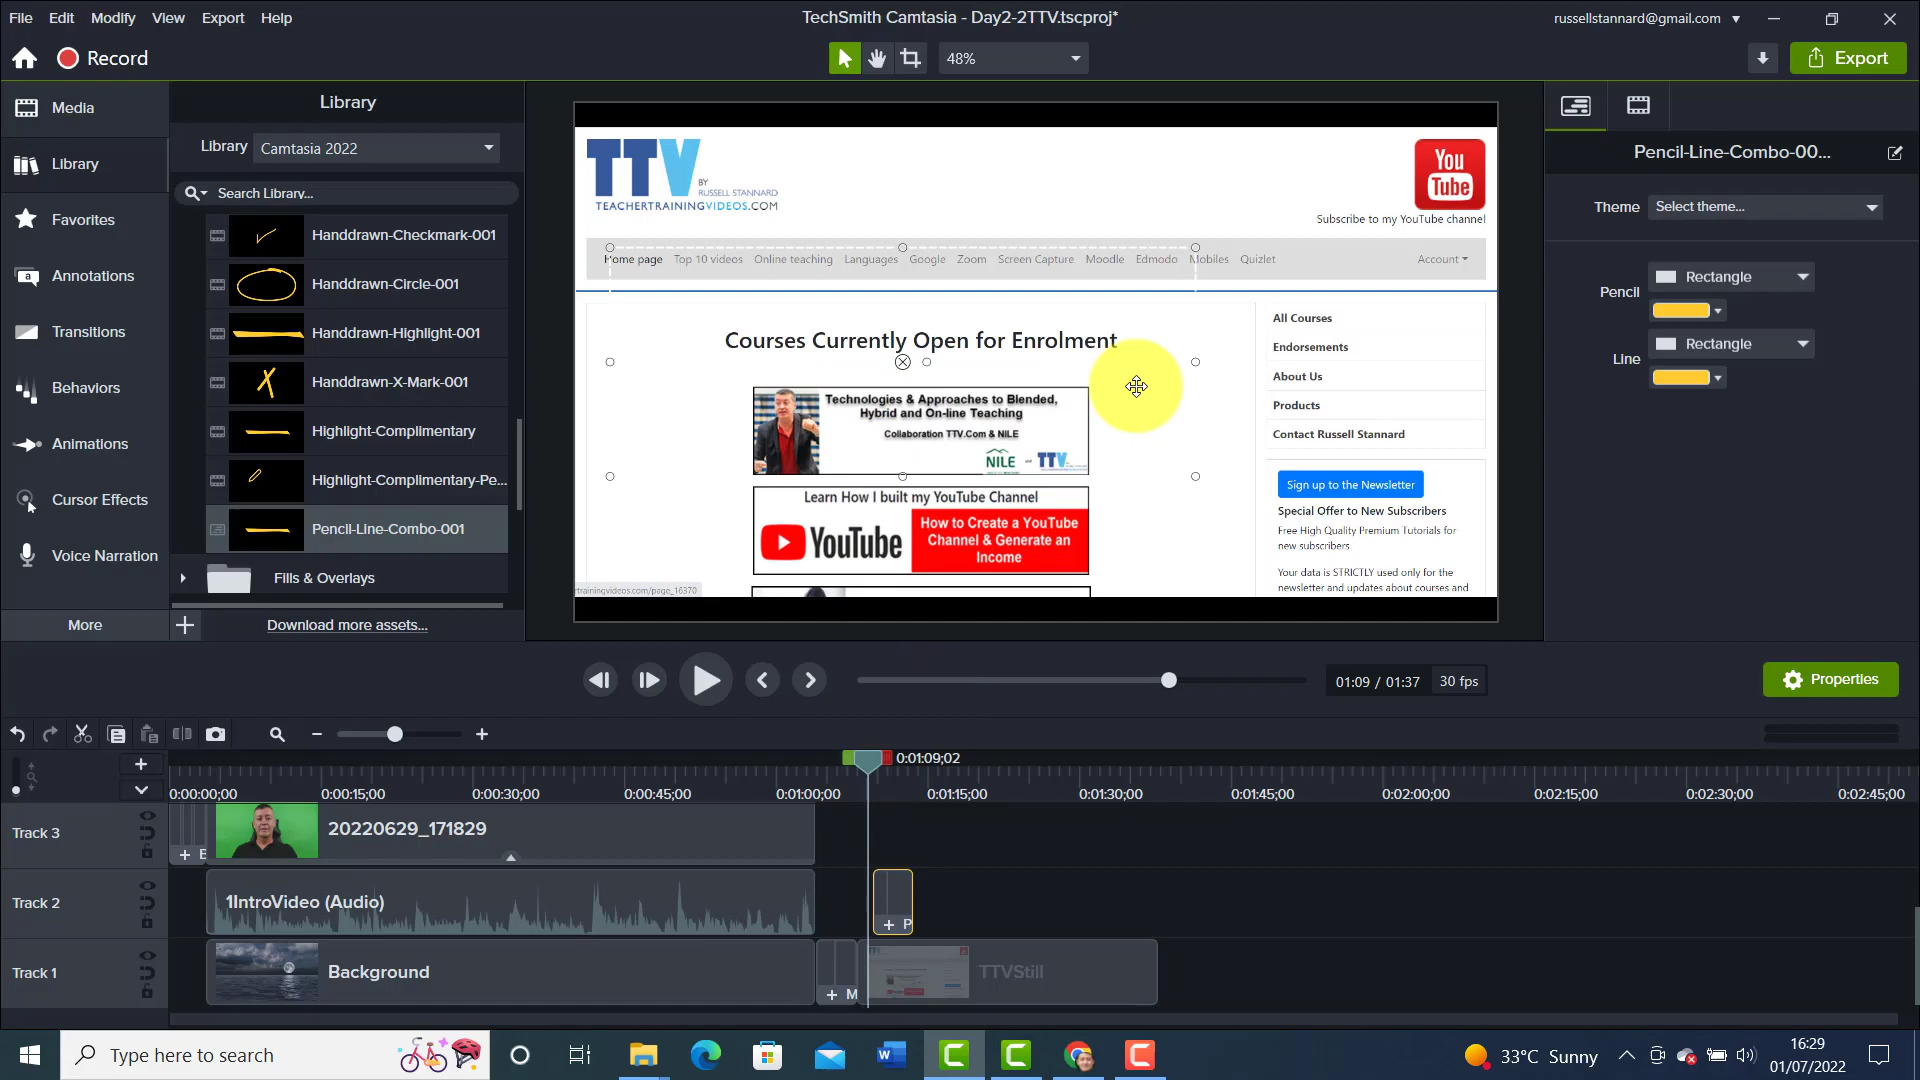 File Edit Modify View Export Help
TechSmith Camtasia - Day2-2TTV.tscproj*
russellstannard@gmail.com
Record
48%
Export
Media
Library
Favorites
Annotations
Transitions
Behaviors
Animations
Cursor Effects
Voice Narration
More
Library
Library Camtasia 2022
Search Library...
Handdrawn-Checkmark-001
Handdrawn-Circle-001
Handdrawn-Highlight-001
Handdrawn-X-Mark-001
Highlight-Complimentary
Highlight-Complimentary-Pe...
Pencil-Line-Combo-001
Fills & Overlays
Download more assets...
TTV
BY
RUSSELL STANNARD
TEACHERTRAININGVIDEOS.COM
You
Tube
Subscribe to my YouTube channel
Home page Top 10 videos Online teaching Languages Google Zoom Screen Capture Moodle Edmodo Mobiles Quizlet Account
Courses Currently Open for Enrolment
Technologies & Approaches to Blended,
Hybrid and On-line Teaching
Collaboration TTV.Com & NILE
NILE and TTV
Learn How I built my YouTube Channel
YouTube
How to Create a YouTube
Channel & Generate an
Income
All Courses
Endorsements
About Us
Products
Contact Russell Stannard
Sign up to the Newsletter
Special Offer to New Subscribers
Free High Quality Premium Tutorials for
new subscribers
Your data is STRICTLY used only for the
newsletter and updates about courses and
trainingvideos.com/page_16370
Pencil-Line-Combo-00...
Theme Select theme...
Pencil Rectangle
Line Rectangle
01:09 / 01:37 30 fps
Properties
0:01:09;02
0:00:00;00 0:00:15;00 0:00:30;00 0:00:45;00 0:01:00;00 0:01:15;00 0:01:30;00 0:01:45;00 0:02:00;00 0:02:15;00 0:02:30;00 0:02:45;00
Track 3
+ E
20220629_171829
Track 2
1IntroVideo (Audio)
+ P
Track 1
Background
+ M
TTVStill
Type here to search
33°C Sunny
16:29
01/07/2022